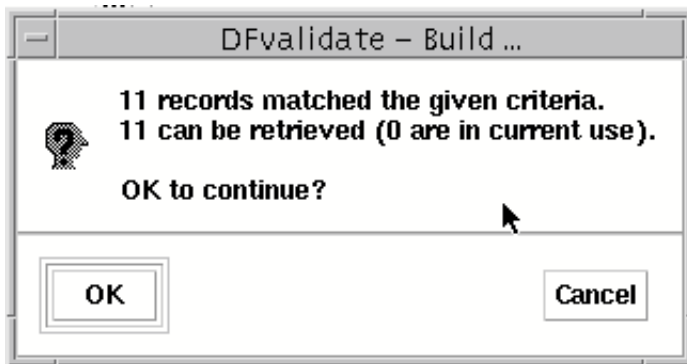 DFvalidate – Build ...
11 records matched the given criteria.
11 can be retrieved (0 are in current use).
OK to continue?
OK
Cancel